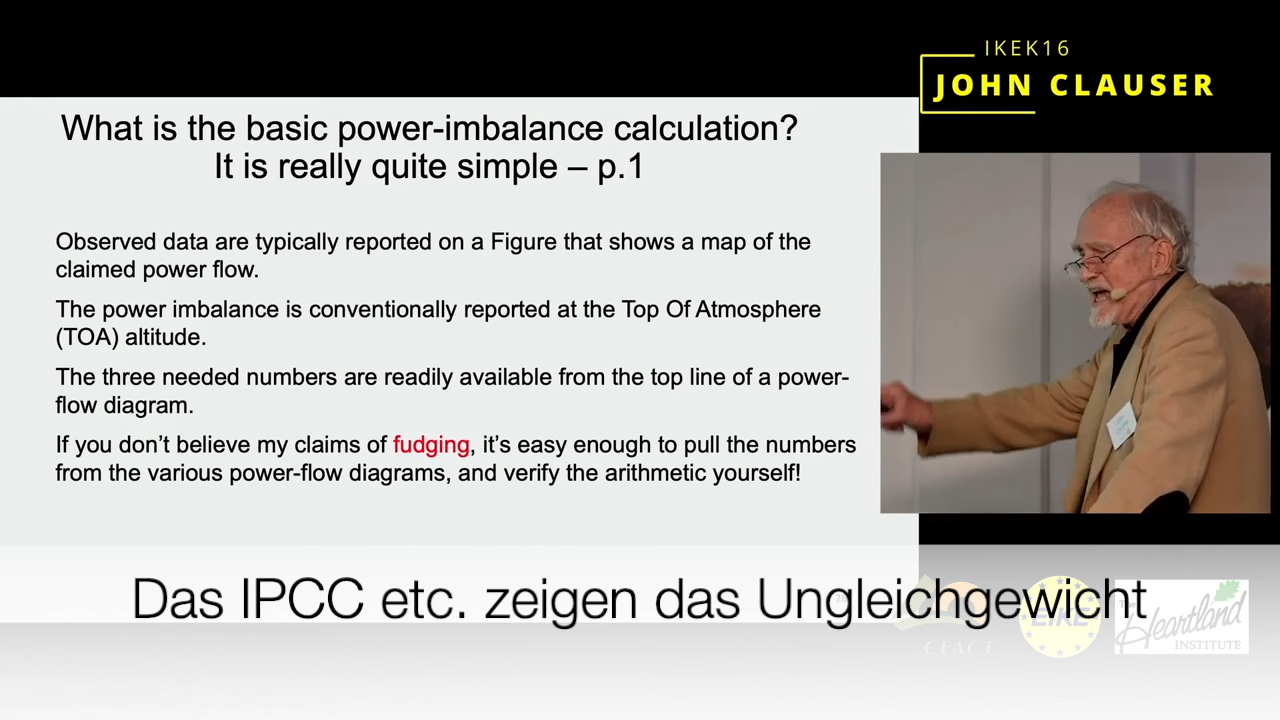 IKEK16
JOHN CLAUSER
What is the basic power-imbalance calculation?
It is really quite simple – p.1
Observed data are typically reported on a Figure that shows a map of the
claimed power flow.
The power imbalance is conventionally reported at the Top Of Atmosphere
(TOA) altitude.
The three needed numbers are readily available from the top line of a power-
flow diagram.
If you don’t believe my claims of fudging, it’s easy enough to pull the numbers
from the various power-flow diagrams, and verify the arithmetic yourself!
Das IPCC etc. zeigen das Ungleichgewicht
CFACT
EIKE
Heartland
INSTITUTE